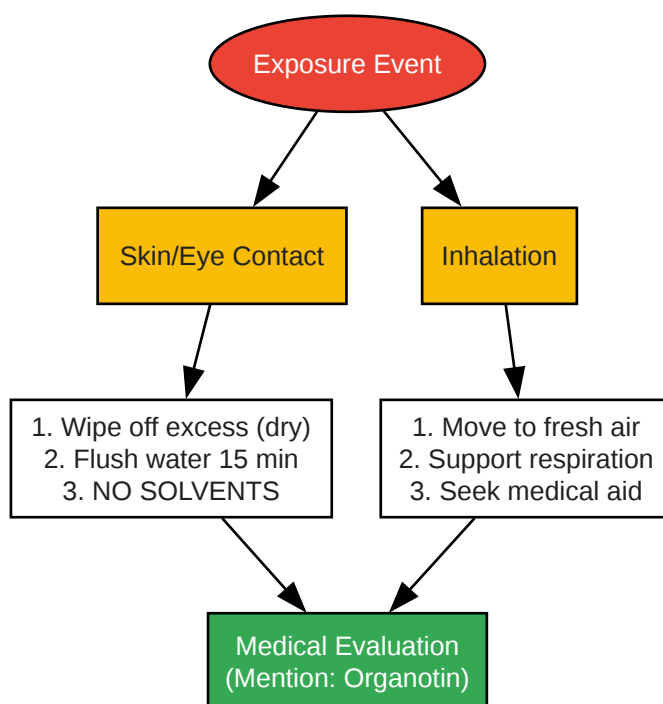 Exposure Event
Skin/Eye Contact
Inhalation
1. Wipe off excess (dry)
2. Flush water 15 min
3. NO SOLVENTS
1. Move to fresh air
2. Support respiration
3. Seek medical aid
Medical Evaluation
(Mention: Organotin)